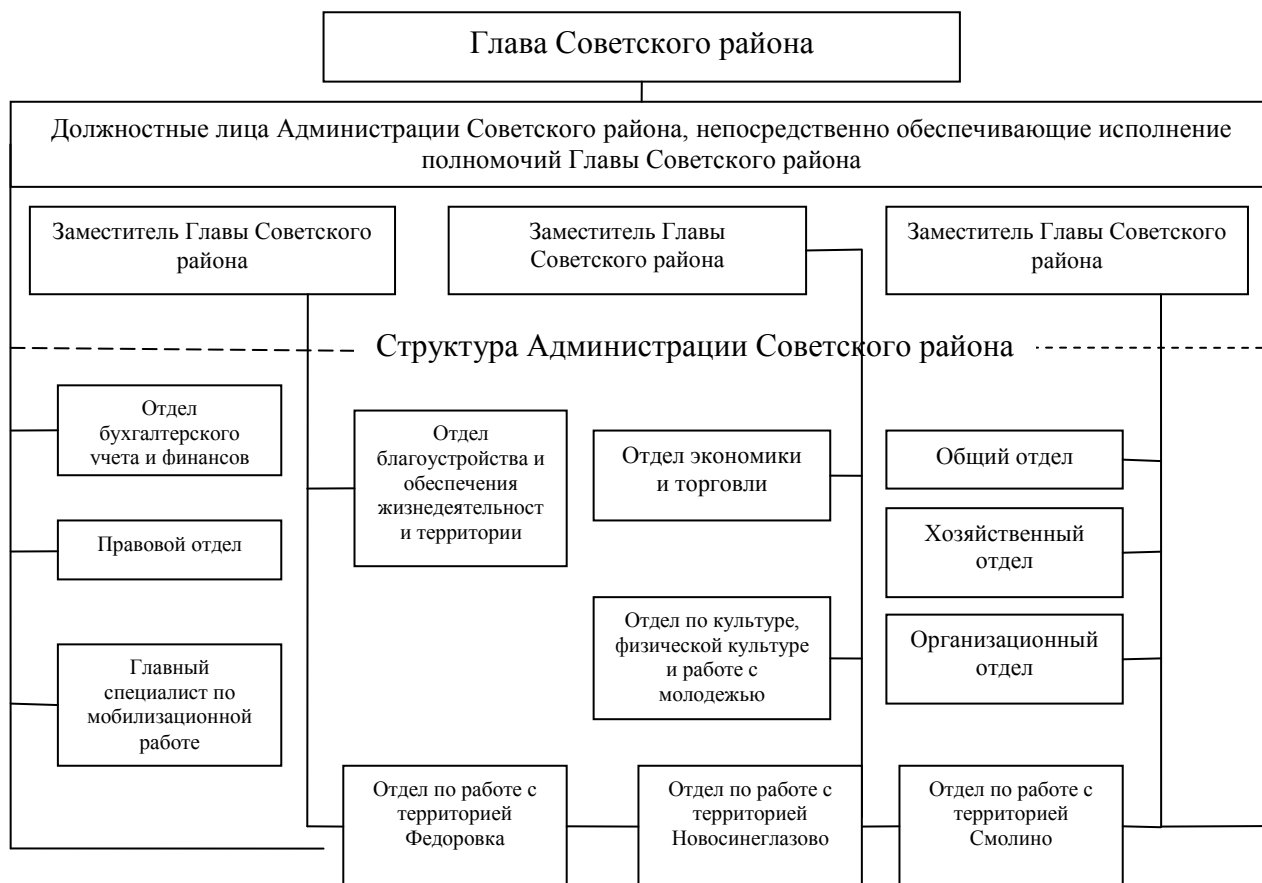 Глава Советского района
Должностные лица Администрации Советского района, непосредственно обеспечивающие исполнение
полномочий Главы Советского района
Заместитель Главы Советского
района
Заместитель Главы
Советского района
Заместитель Главы Советского
района
Структура Администрации Советского района
Отдел
бухгалтерского
учета и финансов
Отдел
благоустройства и
обеспечения
жизнедеятельност
и территории
Отдел экономики
и торговли
Общий отдел
Правовой отдел
Хозяйственный
отдел
Главный
специалист по
мобилизационной
работе
Отдел по культуре,
физической культуре
и работе с
молодежью
Организационный
отдел
Отдел по работе с
территорией
Федоровка
Отдел по работе с
территорией
Новосинеглазово
Отдел по работе с
территорией
Смолино